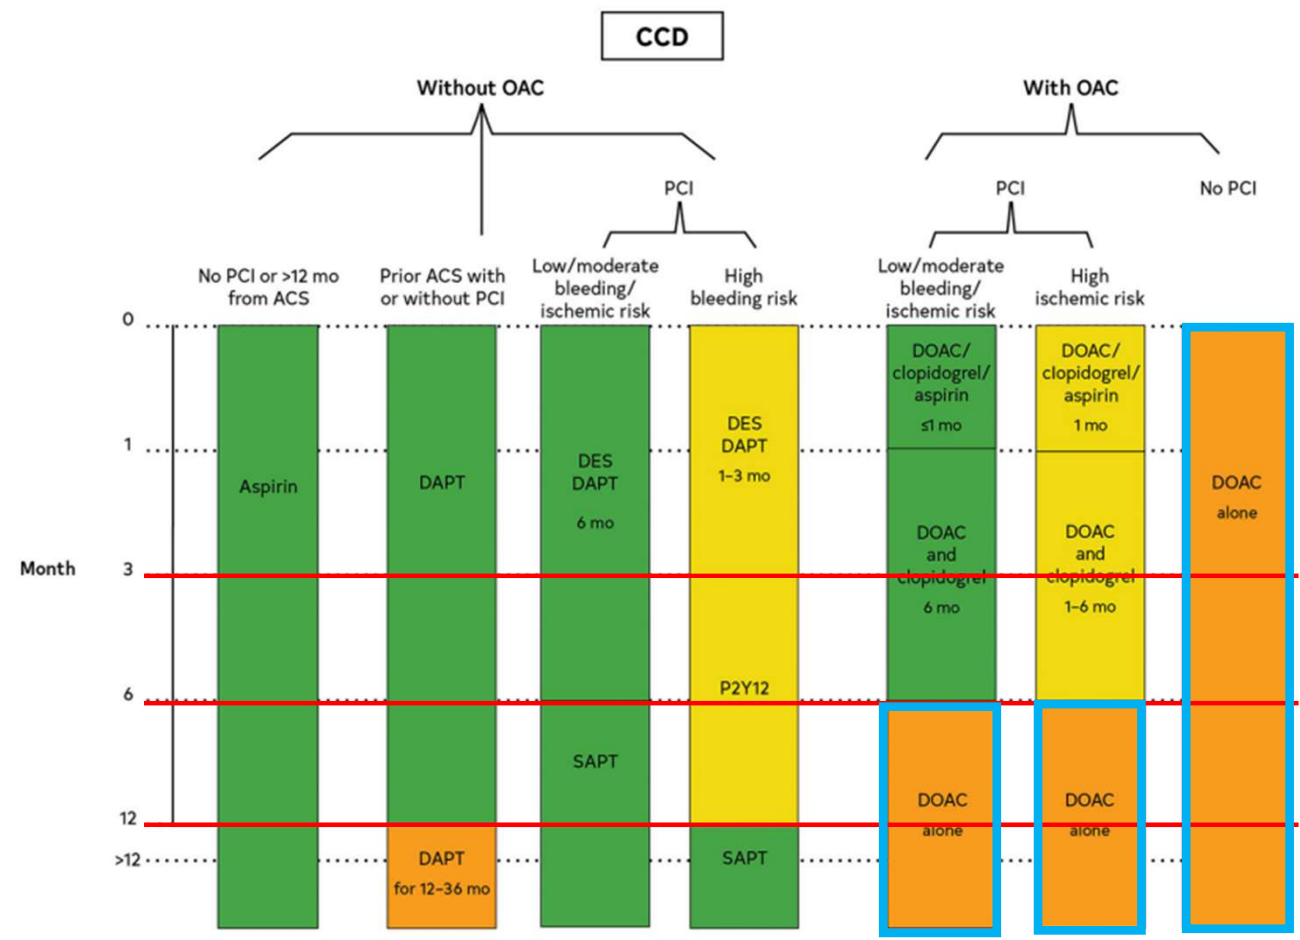 CCD
Without OAC
With OAC
PCI
PCI
No PCI
No PCI or >12 mo
from ACS
Prior ACS with
or without PCI
Low/moderate
bleeding/
ischemic risk
High
bleeding risk
Low/moderate
bleeding/
ischemic risk
High
ischemic risk
Month
0
1
3
6
12
>12
Aspirin
DAPT
DAPT
for 12–36 mo
DES
DAPT
6 mo
SAPT
DES
DAPT
1–3 mo
P2Y12
SAPT
DOAC/
clopidogrel/
aspirin
≤1 mo
DOAC
and
clopidogrel
6 mo
DOAC
alone
DOAC/
clopidogrel/
aspirin
1 mo
DOAC
and
clopidogrel
1–6 mo
DOAC
alone
DOAC
alone